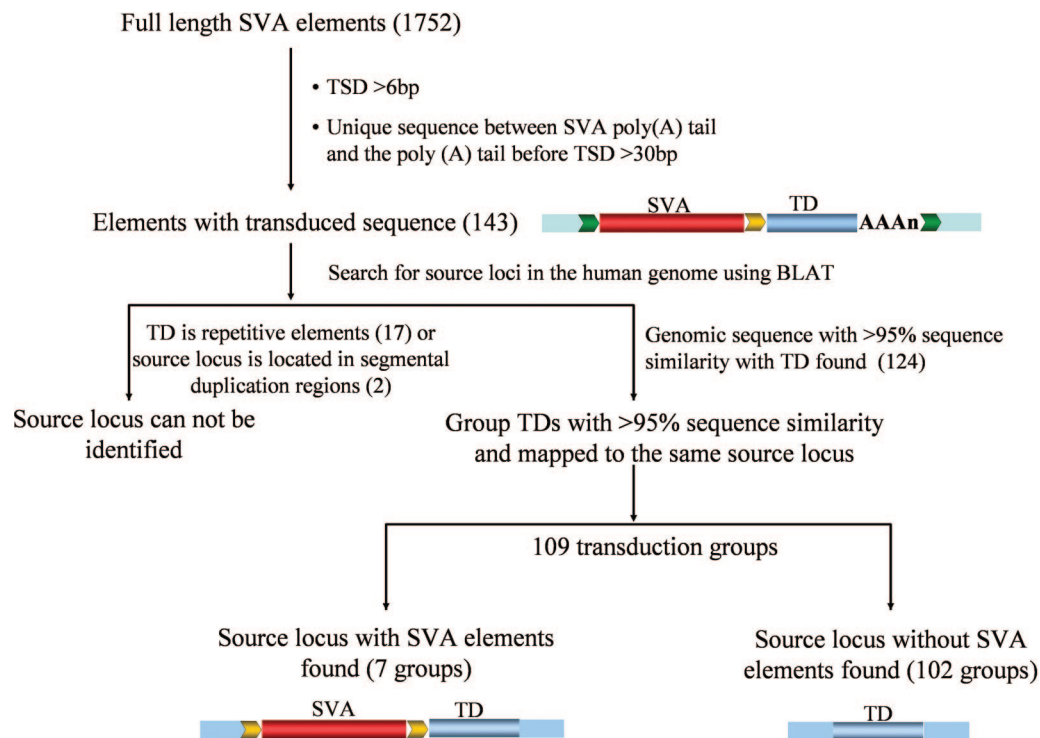 Full length SVA elements (1752)
• TSD >6bp
• Unique sequence between SVA poly(A) tail
and the poly (A) tail before TSD >30bp
Elements with transduced sequence (143)
SVA
TD
AAAn
Search for source loci in the human genome using BLAT
TD is repetitive elements (17) or
source locus is located in segmental
duplication regions (2)
Genomic sequence with >95% sequence
similarity with TD found (124)
Source locus can not be
identified
Group TDs with >95% sequence similarity
and mapped to the same source locus
109 transduction groups
Source locus with SVA elements
found (7 groups)
Source locus without SVA
elements found (102 groups)
SVA
TD
TD